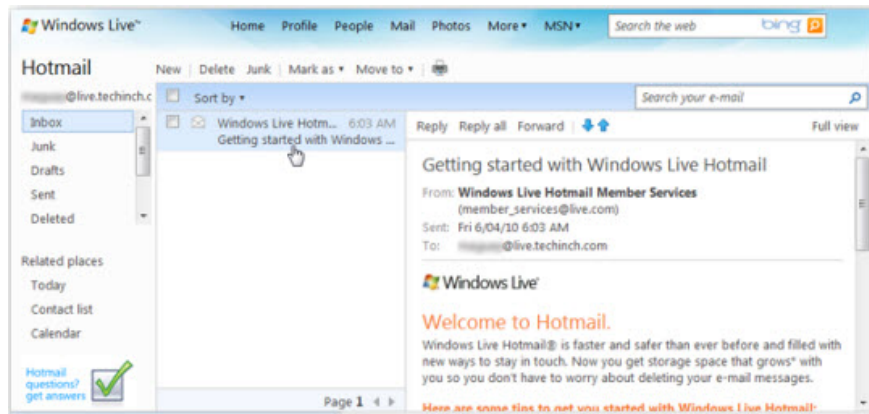 Windows Live™ Home Profile People Mail Photos More MSN Search the web bing
Hotmail New Delete Junk Mark as Move to
@live.techinch.c Sort by Search your e-mail
Inbox
Junk
Drafts
Sent
Deleted
Related places
Today
Contact list
Calendar
Hotmail
questions?
get answers
Windows Live Hotm... 6:03 AM
Getting started with Windows ...
Page 1
Reply Reply all Forward Full view
Getting started with Windows Live Hotmail
From: Windows Live Hotmail Member Services
(member_services@live.com)
Sent: Fri 6/04/10 6:03 AM
To: @live.techinch.com
Windows Live™
Welcome to Hotmail.
Windows Live Hotmail® is faster and safer than ever before and filled with
new ways to stay in touch. Now you get storage space that grows* with
you so you don't have to worry about deleting your e-mail messages.
Here are some tips to get you started with Windows Live Hotmail: